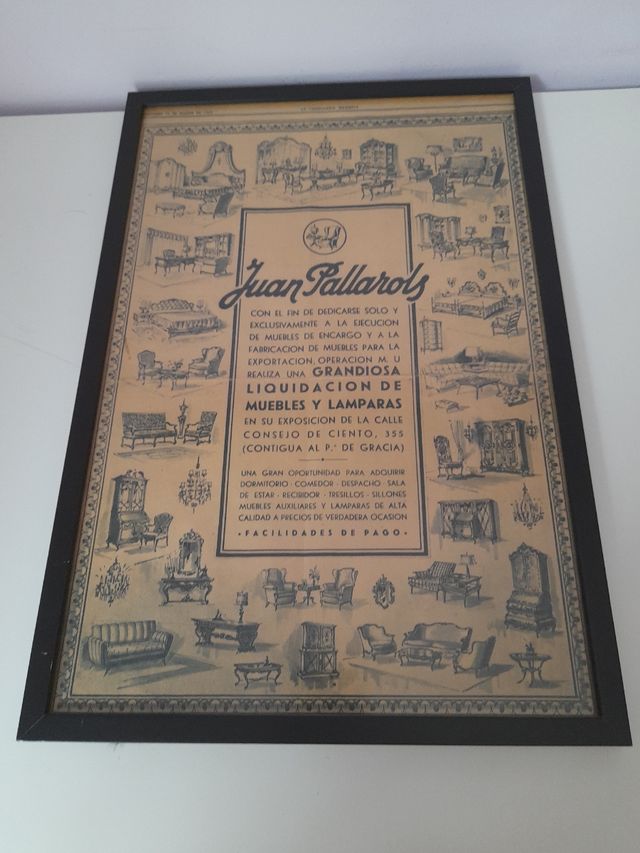 LA VANGUARDIA ESPAÑOLA
Juan Pallarols
CON EL FIN DE DEDICARSE SOLO Y
EXCLUSIVAMENTE A LA EJECUCION
DE MUEBLES DE ENCARGO Y A LA
FABRICACION DE MUEBLES PARA LA
EXPORTACION, OPERACION M. U
REALIZA UNA GRANDIOSA
LIQUIDACION DE
MUEBLES Y LAMPARAS
EN SU EXPOSICION DE LA CALLE
CONSEJO DE CIENTO, 355
(CONTIGUA AL P.º DE GRACIA)
UNA GRAN OPORTUNIDAD PARA ADQUIRIR
DORMITORIO · COMEDOR · DESPACHO · SALA
DE ESTAR · RECIBIDOR · TRESILLOS · SILLONES
MUEBLES AUXILIARES Y LAMPARAS DE ALTA
CALIDAD A PRECIOS DE VERDADERA OCASION
· FACILIDADES DE PAGO ·